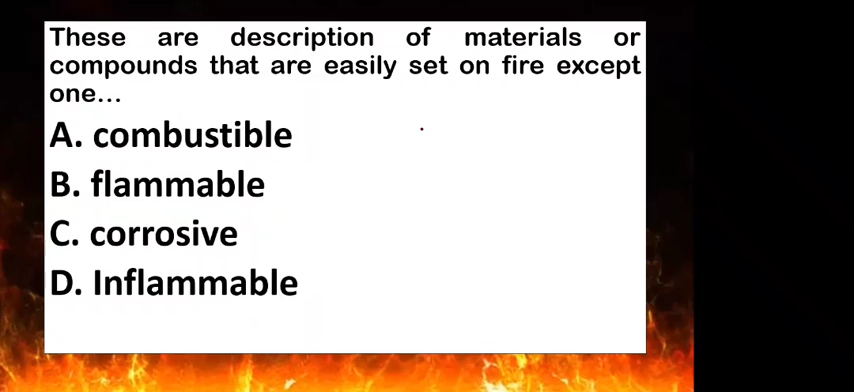 These are description of materials or
compounds that are easily set on fire except
one...
A. combustible
B. flammable
C. corrosive
D. Inflammable